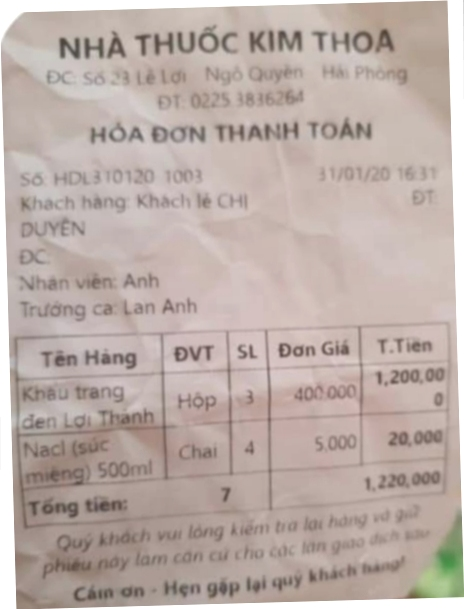 NHÀ THUỐC KIM THOA
ĐC: Số 23 Lê Lợi Ngô Quyền Hải Phòng
ĐT: 0225 3836264
HÓA ĐƠN THANH TOÁN
Số: HDL310120 1003 31/01/20 16:31
Khách hàng: Khách lẻ CHỊ ĐT:
DUYÊN
ĐC:
Nhân viên: Anh
Trưởng ca: Lan Anh
Tên Hàng ĐVT SL Đơn Giá T.Tiền
Khẩu trang đen Lợi Thành Hộp 3 400.000 1,200,000
Nacl (súc miệng) 500ml Chai 4 5.000 20,000
Tổng tiền: 7 1,220,000
Quý khách vui lòng kiểm tra lại hàng và giữ
phiếu này làm căn cứ cho các lần giao dịch sau
Cảm ơn - Hẹn gặp lại quý khách hàng!